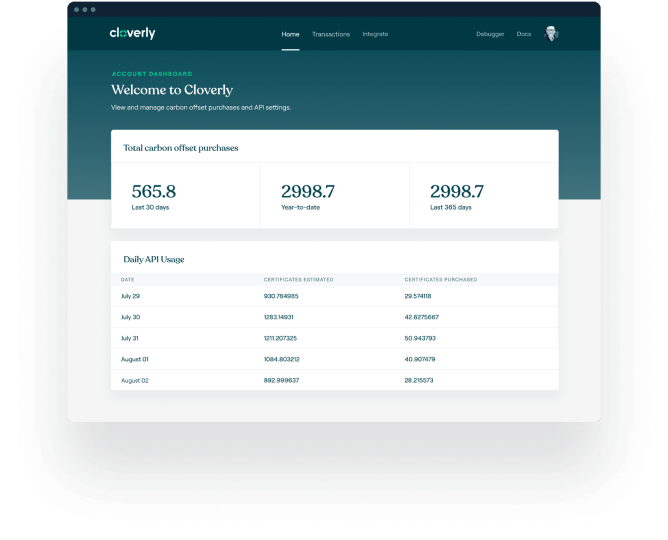 cloverly
Home Transactions Integrate Debugger Docs
ACCOUNT DASHBOARD
Welcome to Cloverly
View and manage carbon offset purchases and API settings.
Total carbon offset purchases
565.8 2998.7 2998.7
Last 30 days Year-to-date Last 365 days
Daily API Usage
DATE CERTIFICATES ESTIMATED CERTIFICATES PURCHASED
July 29 930.784985 29.574118
July 30 1283.14931 42.6275667
July 31 1211.207325 50.943793
August 01 1084.803212 40.907479
August 02 892.999637 28.215573